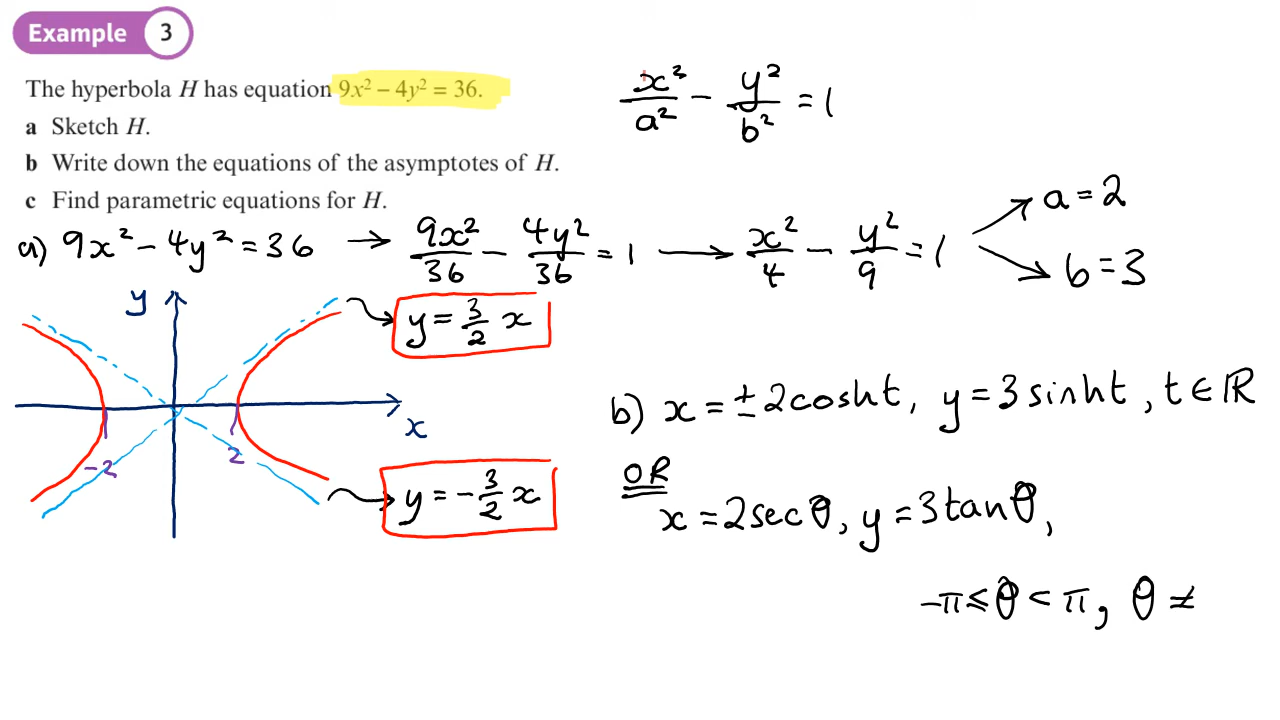 Example 3
The hyperbola H has equation 9x² – 4y² = 36.
a Sketch H.
b Write down the equations of the asymptotes of H.
c Find parametric equations for H.
x²/a² − y²/b² = 1
a) 9x² − 4y² = 36 → 9x²/36 − 4y²/36 = 1 → x²/4 − y²/9 = 1
a = 2
b = 3
y
y = 3/2 x
x
−2
2
y = −3/2 x
b) x = ±2cosht, y = 3sinht, t ∈ ℝ
OR
x = 2secθ, y = 3tanθ,
−π ≤ θ < π, θ ≠